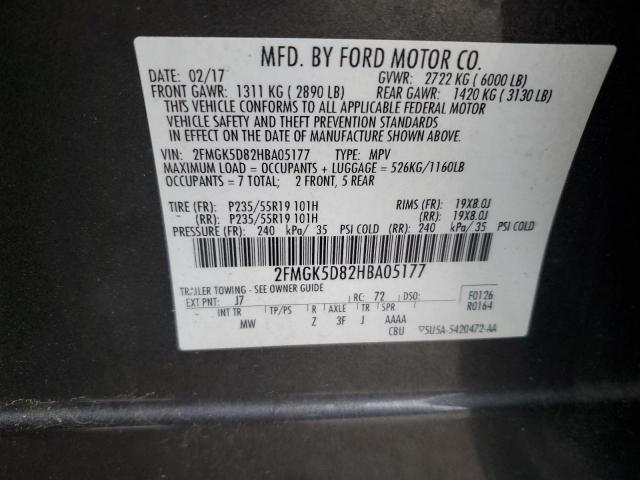 MFD. BY FORD MOTOR CO.
DATE: 02/17 GVWR: 2722 KG ( 6000 LB)
FRONT GAWR: 1311 KG ( 2890 LB) REAR GAWR: 1420 KG ( 3130 LB)
THIS VEHICLE CONFORMS TO ALL APPLICABLE FEDERAL MOTOR
VEHICLE SAFETY AND THEFT PREVENTION STANDARDS
IN EFFECT ON THE DATE OF MANUFACTURE SHOWN ABOVE.
VIN: 2FMGK5D82HBA05177 TYPE: MPV
MAXIMUM LOAD = OCCUPANTS + LUGGAGE = 526KG/1160LB
OCCUPANTS = 7 TOTAL; 2 FRONT, 5 REAR
TIRE (FR): P235/55R19 101H RIMS (FR): 19X8.0J
(RR): P235/55R19 101H (RR): 19X8.0J
PRESSURE (FR): 240 kPa/ 35 PSI COLD (RR): 240 kPa/ 35 PSI COLD
2FMGK5D82HBA05177
TRAILER TOWING - SEE OWNER GUIDE
EXT PNT: J7 RC: 72 DSO: F0126
INT TR TP/PS R AXLE TR SPR R0164
MW Z 3F J AAAA
CBU 5U5A-5420472-AA